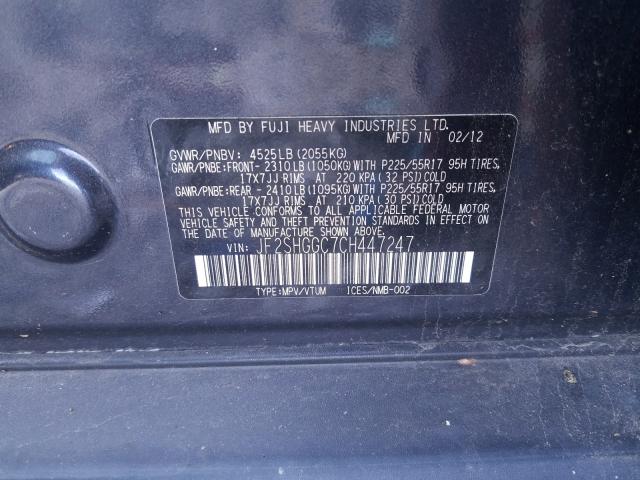 MFD BY FUJI HEAVY INDUSTRIES LTD.
MFD IN 02/12
GVWR/PNBV: 4525LB(2055KG)
GAWR/PNBE:FRONT-2310LB(1050KG)WITH P225/55R17 95H TIRES,
17X7JJ RIMS AT 220 KPA(32 PSI)COLD
GAWR/PNBE:REAR -2410LB(1095KG)WITH P225/55R17 95H TIRES,
17X7JJ RIMS AT 210 KPA(30 PSI)COLD
THIS VEHICLE CONFORMS TO ALL APPLICABLE FEDERAL MOTOR
VEHICLE SAFETY AND THEFT PREVENTION STANDARDS IN EFFECT ON
THE DATE OF MANUFACTURE SHOWN ABOVE.
VIN: JF2SHGGC7CH447247
TYPE:MPV/VTUM ICES/NMB-002